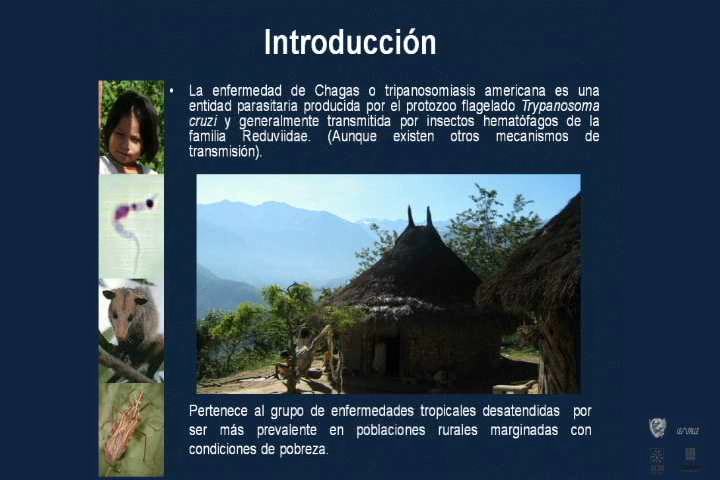 Introducción
• La enfermedad de Chagas o tripanosomiasis americana es una
entidad parasitaria producida por el protozoo flagelado Trypanosoma
cruzi y generalmente transmitida por insectos hematófagos de la
familia Reduviidae. (Aunque existen otros mecanismos de
transmisión).
Pertenece al grupo de enfermedades tropicales desatendidas por
ser más prevalente en poblaciones rurales marginadas con
condiciones de pobreza.